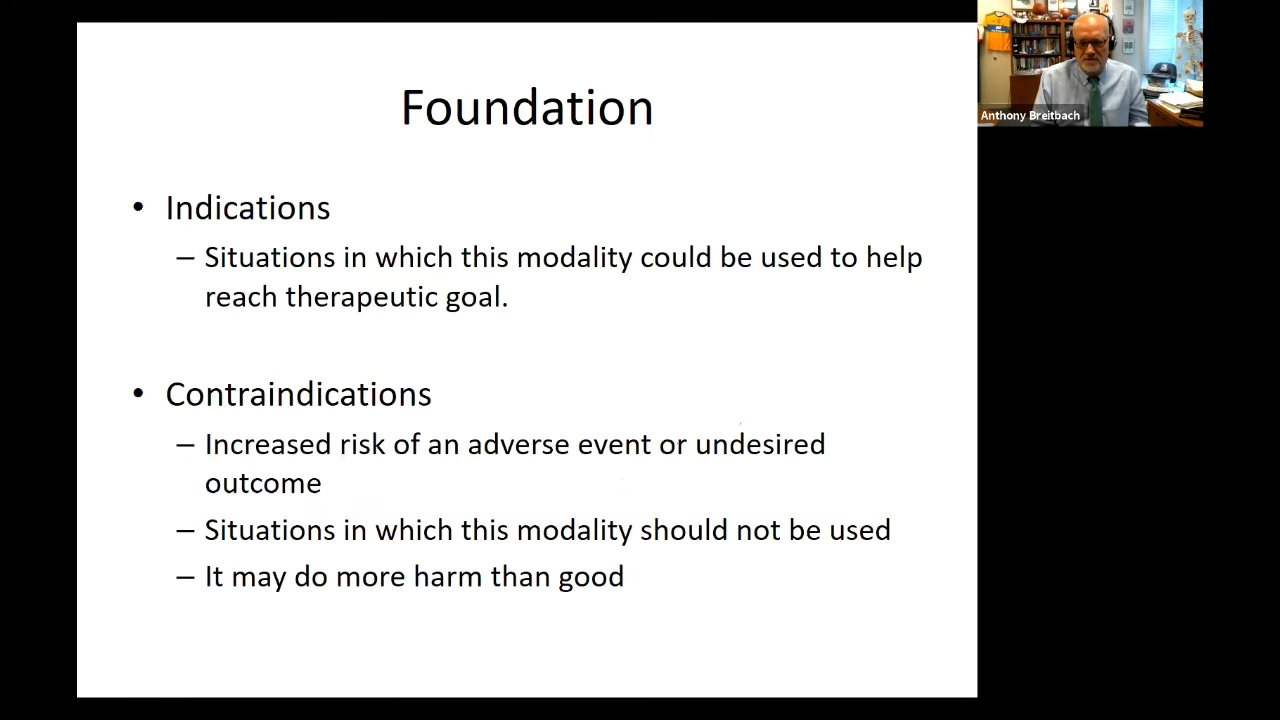 Foundation
• Indications
– Situations in which this modality could be used to help
reach therapeutic goal.
• Contraindications
– Increased risk of an adverse event or undesired
outcome
– Situations in which this modality should not be used
– It may do more harm than good
Anthony Breitbach